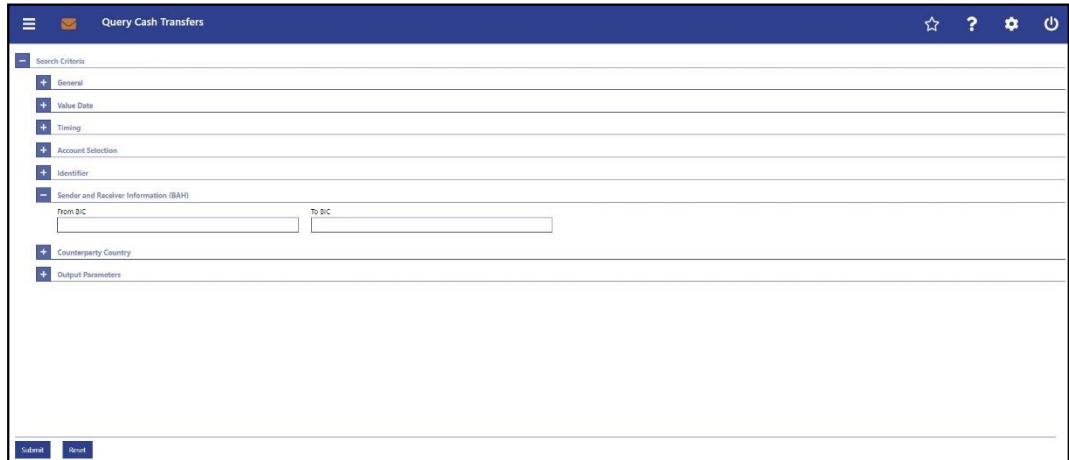 Query Cash Transfers
?
Search Criteria
General
Value Date
Timing
Account Selection
Identifier
Sender and Receiver Information (BAH)
From BIC To BIC
Counterparty Country
Output Parameters
Submit Reset